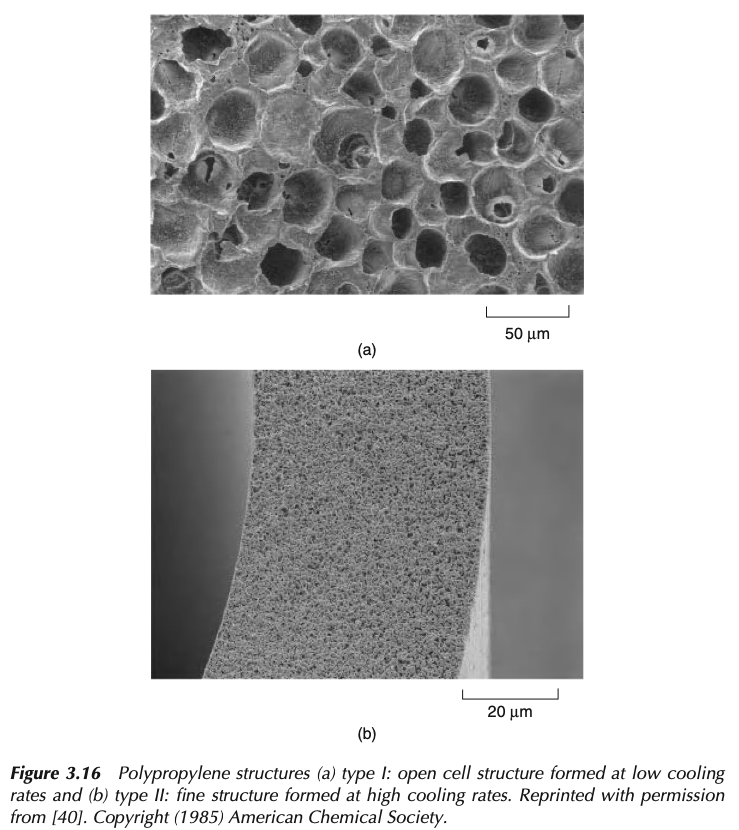 50 μm
(a)
20 μm
(b)
Figure 3.16 Polypropylene structures (a) type I: open cell structure formed at low cooling
rates and (b) type II: fine structure formed at high cooling rates. Reprinted with permission
from [40]. Copyright (1985) American Chemical Society.